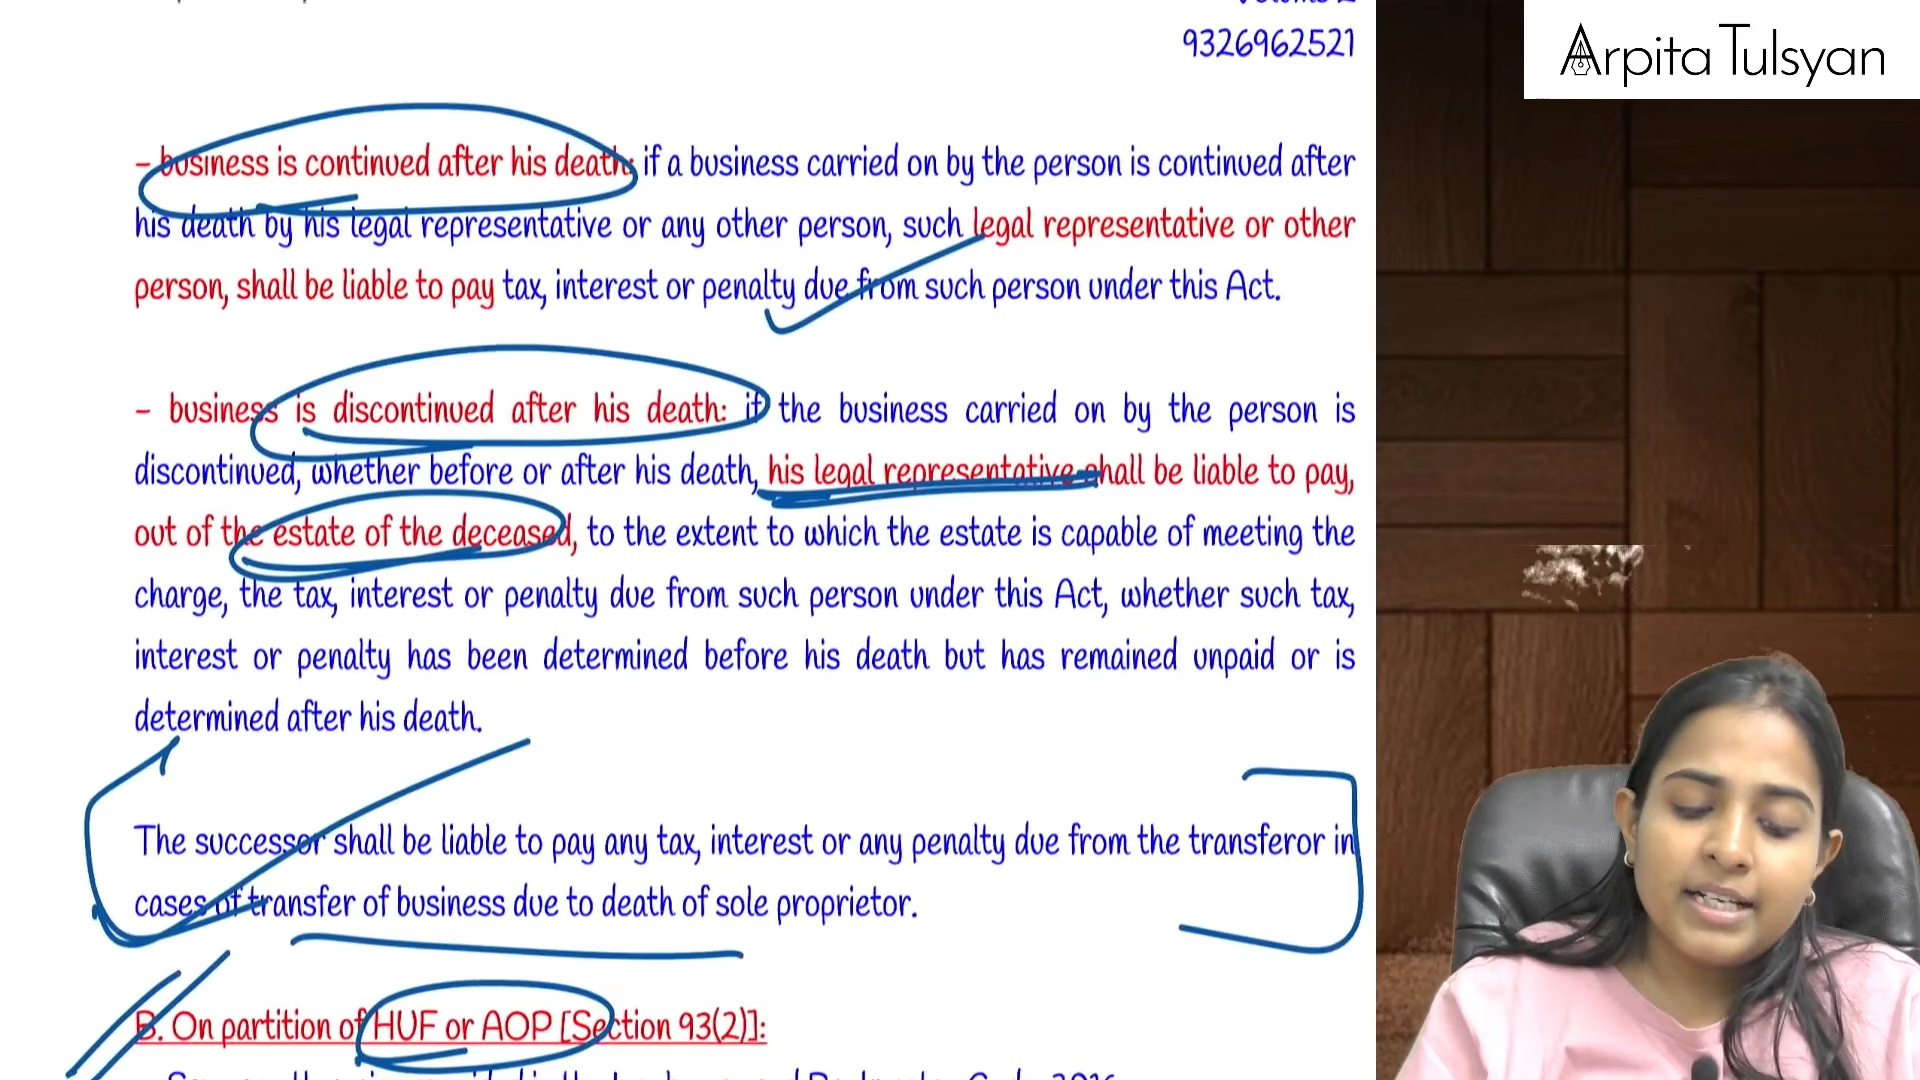 9326962521
Arpita Tulsyan
– business is continued after his death: if a business carried on by the person is continued after
his death by his legal representative or any other person, such legal representative or other
person, shall be liable to pay tax, interest or penalty due from such person under this Act.
– business is discontinued after his death: if the business carried on by the person is
discontinued, whether before or after his death, his legal representative shall be liable to pay,
out of the estate of the deceased, to the extent to which the estate is capable of meeting the
charge, the tax, interest or penalty due from such person under this Act, whether such tax,
interest or penalty has been determined before his death but has remained unpaid or is
determined after his death.
The successor shall be liable to pay any tax, interest or any penalty due from the transferor in
cases of transfer of business due to death of sole proprietor.
B. On partition of HUF or AOP [Section 93(2)]: